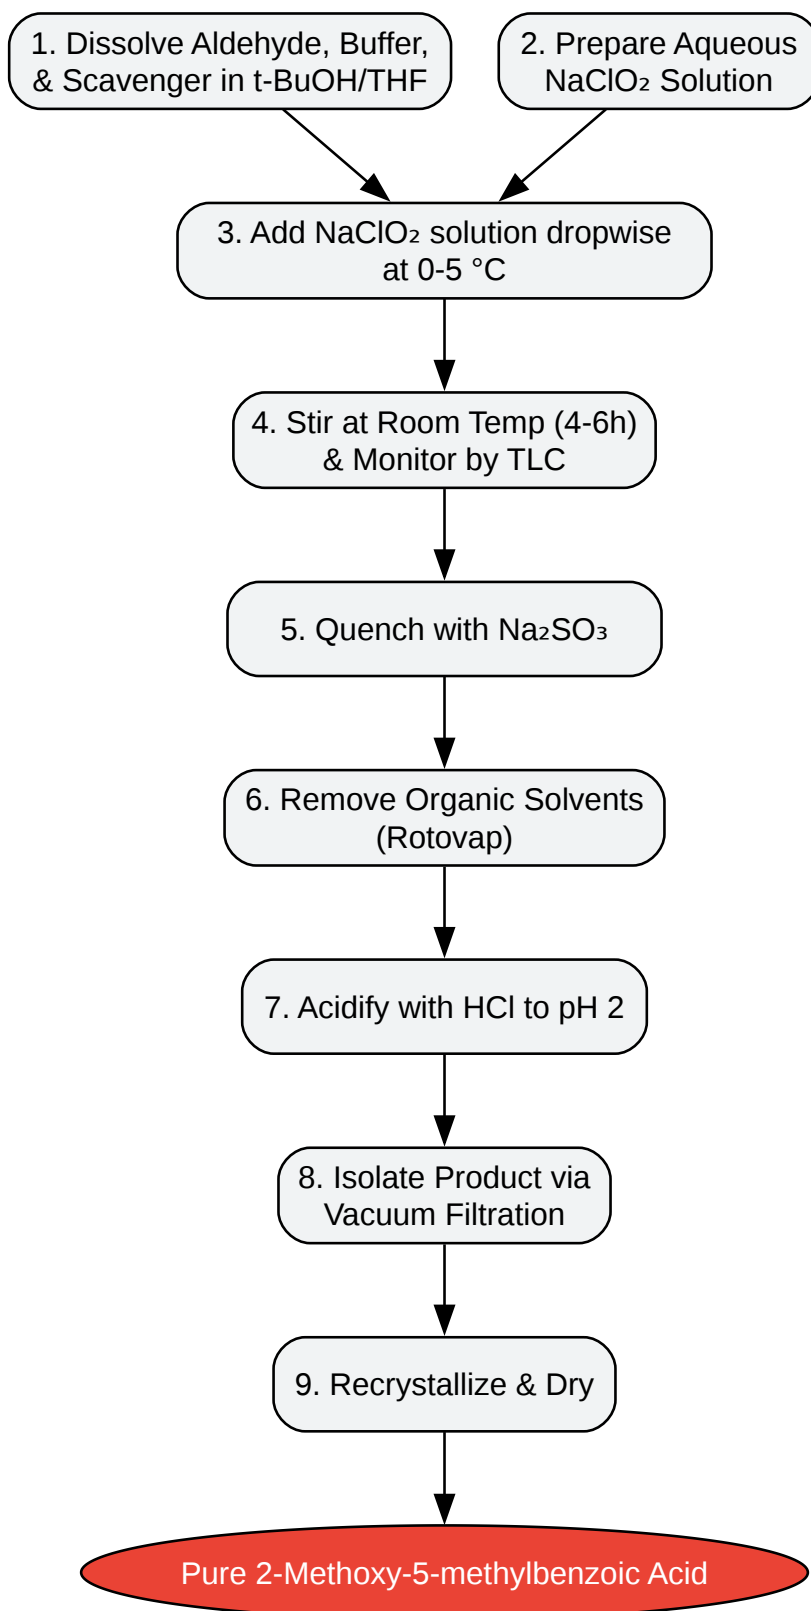 1. Dissolve Aldehyde, Buffer,
& Scavenger in t-BuOH/THF
2. Prepare Aqueous
NaClO₂ Solution
3. Add NaClO₂ solution dropwise
at 0-5 °C
4. Stir at Room Temp (4-6h)
& Monitor by TLC
5. Quench with Na₂SO₃
6. Remove Organic Solvents
(Rotovap)
7. Acidify with HCl to pH 2
8. Isolate Product via
Vacuum Filtration
9. Recrystallize & Dry
Pure 2-Methoxy-5-methylbenzoic Acid